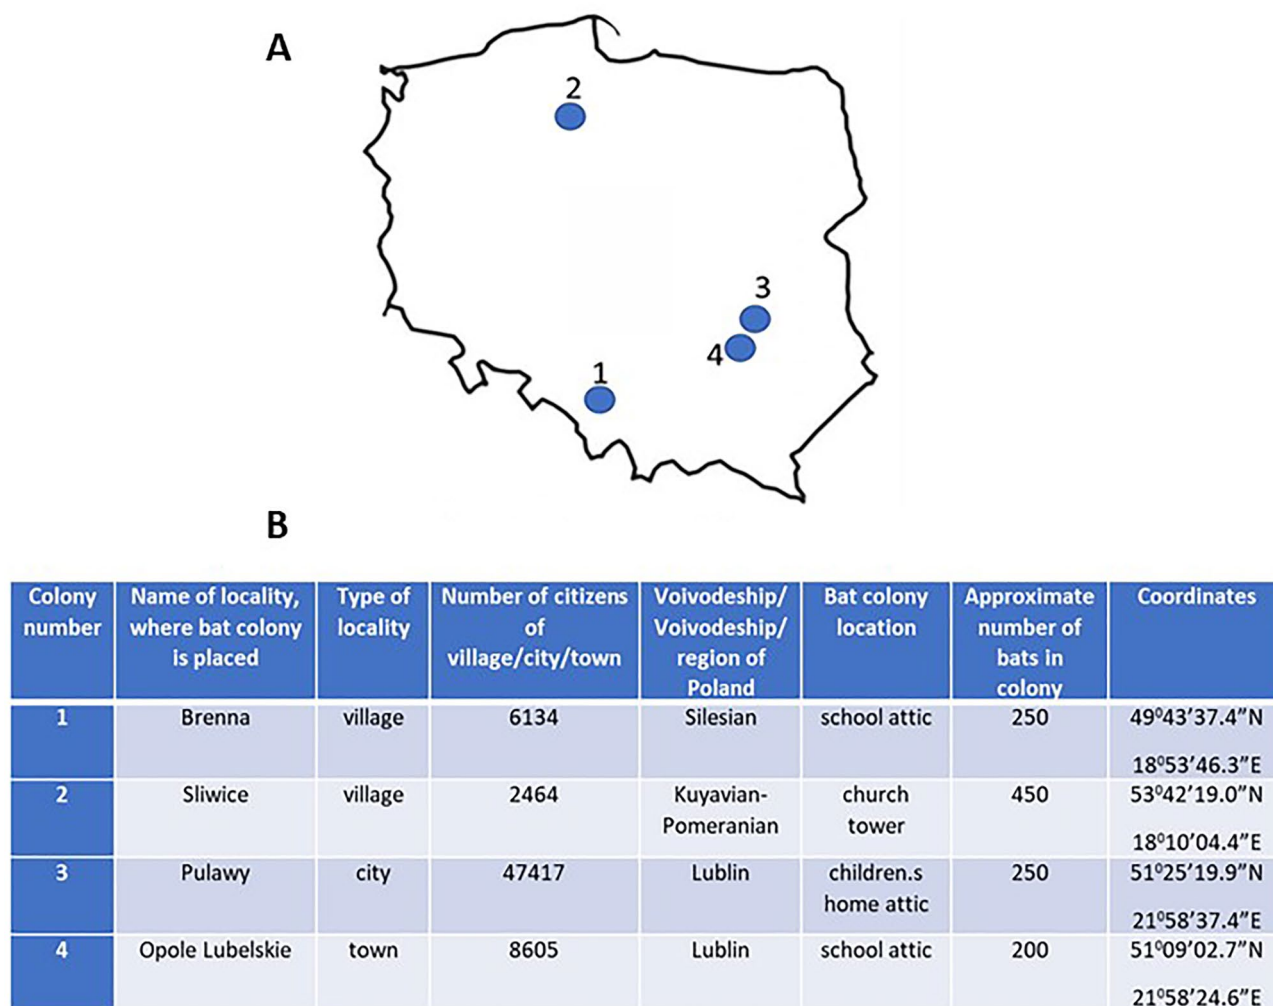 A
2
3
4
1
B
Colony number
Name of locality, where bat colony is placed
Type of locality
Number of citizens of village/city/town
Voivodeship/ Voivodeship/ region of Poland
Bat colony location
Approximate number of bats in colony
Coordinates
1
Brenna
village
6134
Silesian
school attic
250
49⁰43’37.4”N
18⁰53’46.3”E
2
Sliwice
village
2464
Kuyavian-
Pomeranian
church
tower
450
53⁰42’19.0”N
18⁰10’04.4”E
3
Pulawy
city
47417
Lublin
children.s
home attic
250
51⁰25’19.9”N
21⁰58’37.4”E
4
Opole Lubelskie
town
8605
Lublin
school attic
200
51⁰09’02.7”N
21⁰58’24.6”E